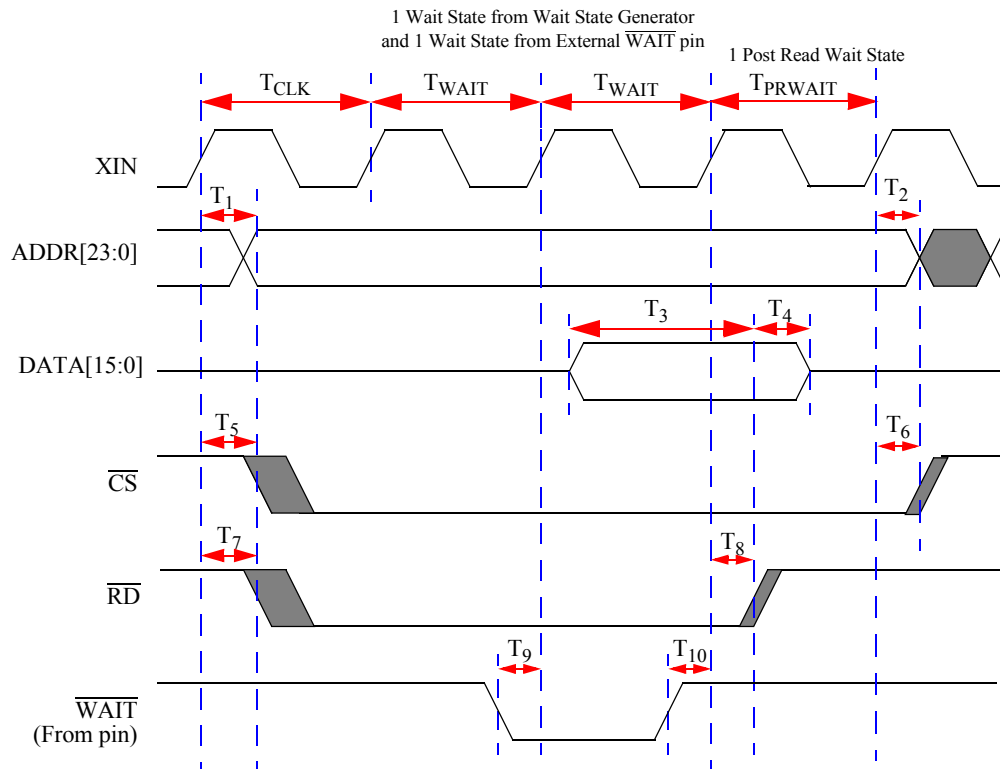 1 Wait State from Wait State Generator
and 1 Wait State from External WAIT pin
1 Post Read Wait State
TCLK
TWAIT
TWAIT
TPRWAIT
XIN
T1
T2
ADDR[23:0]
T3
T4
DATA[15:0]
T5
T6
CS
T7
T8
RD
T9
T10
WAIT
(From pin)